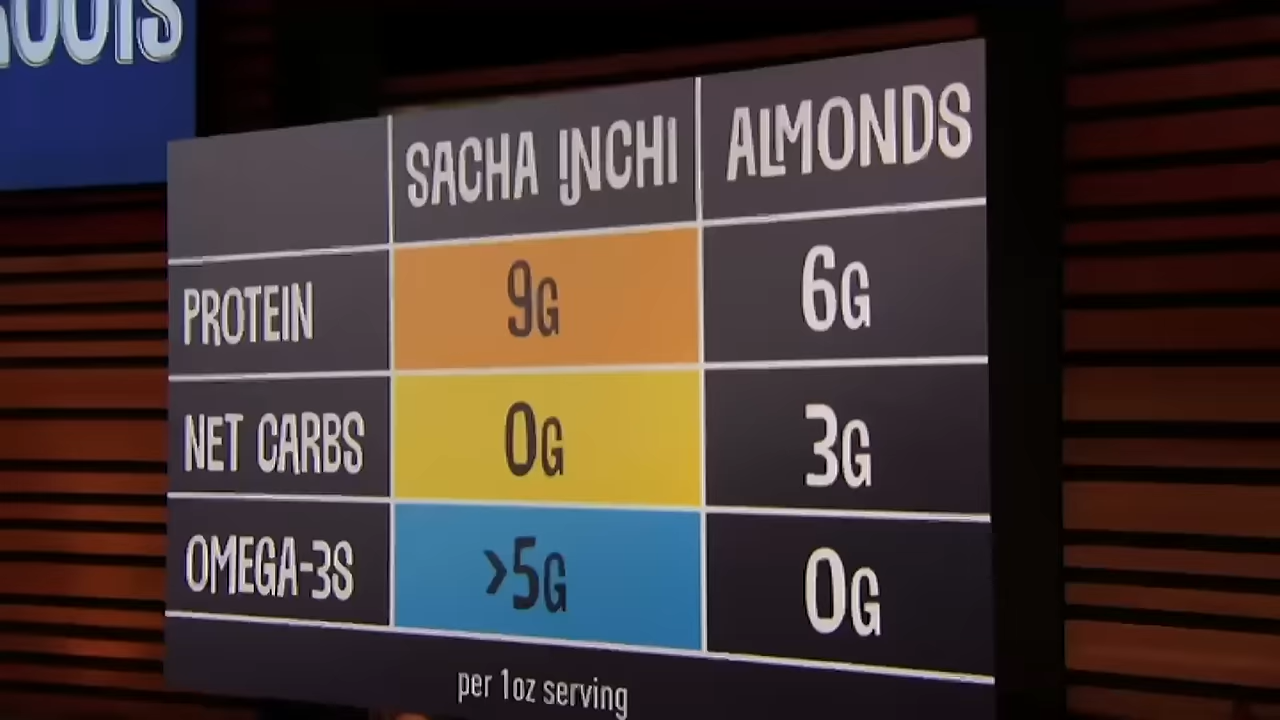 SACHA INCHI ALMONDS
PROTEIN 9G 6G
NET CARBS 0G 3G
OMEGA-3S >5G 0G
per 1oz serving